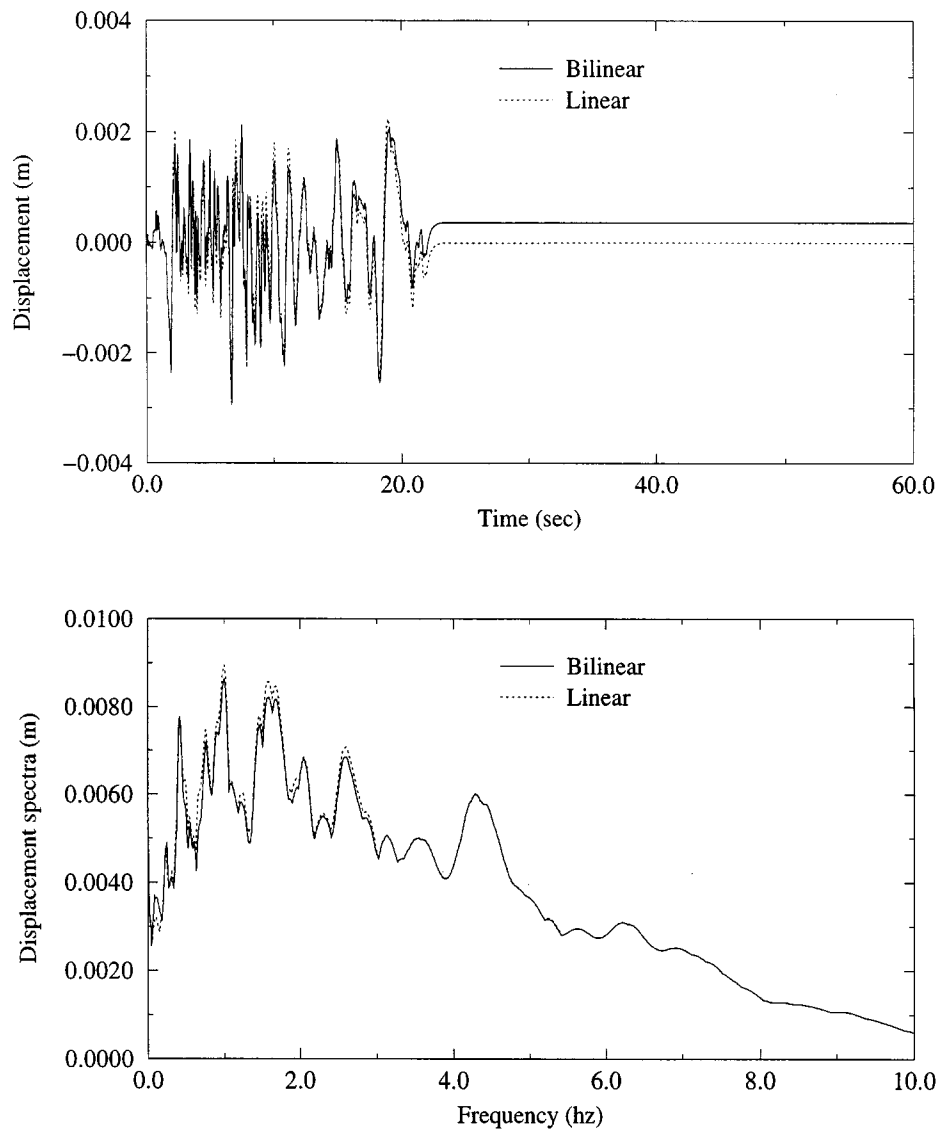 0.004
Bilinear
Linear
0.002
Displacement (m)
0.000
−0.002
−0.004
0.0
20.0
40.0
60.0
Time (sec)
0.0100
Bilinear
Linear
0.0080
Displacement spectra (m)
0.0060
0.0040
0.0020
0.0000
0.0
2.0
4.0
6.0
8.0
10.0
Frequency (hz)